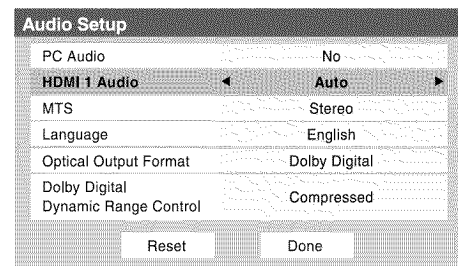 Audio Setup
PC Audio No
HDMI 1 Audio ◀ Auto ▶
MTS Stereo
Language English
Optical Output Format Dolby Digital
Dolby Digital
Dynamic Range Control Compressed
Reset Done